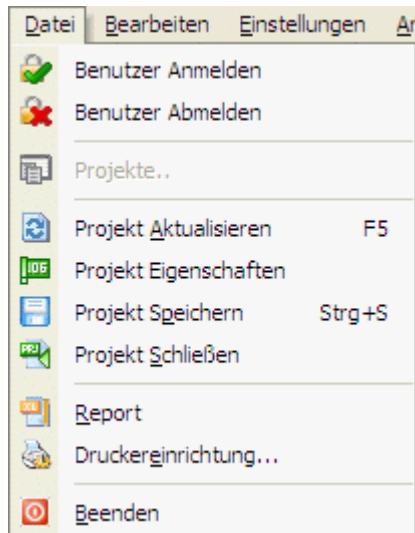 Datei Bearbeiten Einstellungen
Benutzer Anmelden
Benutzer Abmelden
Projekte..
Projekt Aktualisieren F5
Projekt Eigenschaften
Projekt Speichern Strg+S
Projekt Schließen
Report
Druckereinrichtung...
Beenden